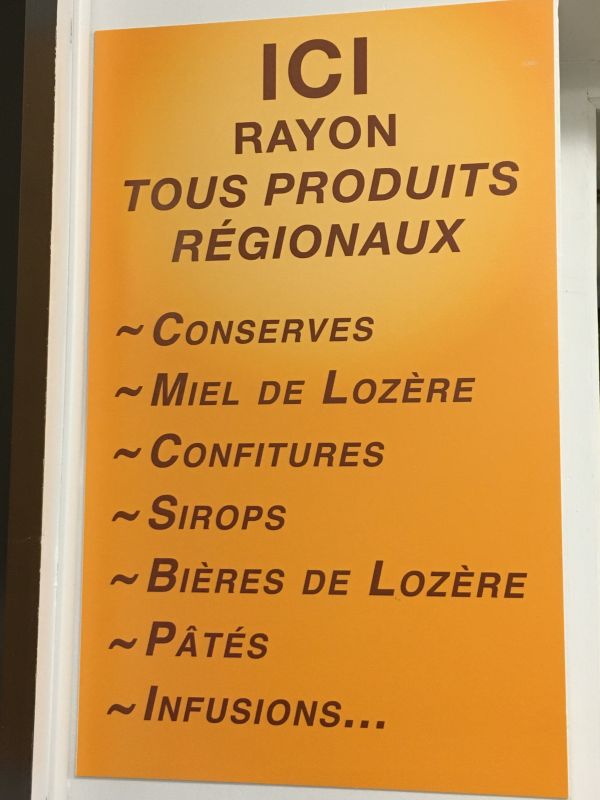 ICI
RAYON
TOUS PRODUITS
RÉGIONAUX
~ CONSERVES
~ MIEL DE LOZÈRE
~ CONFITURES
~ SIROPS
~ BIÈRES DE LOZÈRE
~ PÂTÉS
~ INFUSIONS...